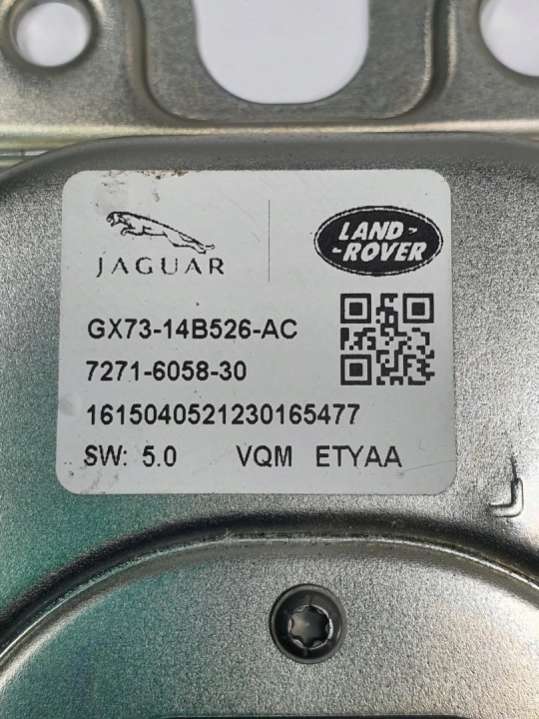 JAGUAR
LAND-
-ROVER
GX73-14B526-AC
7271-6058-30
1615040521230165477
SW: 5.0 VQM ETYAA